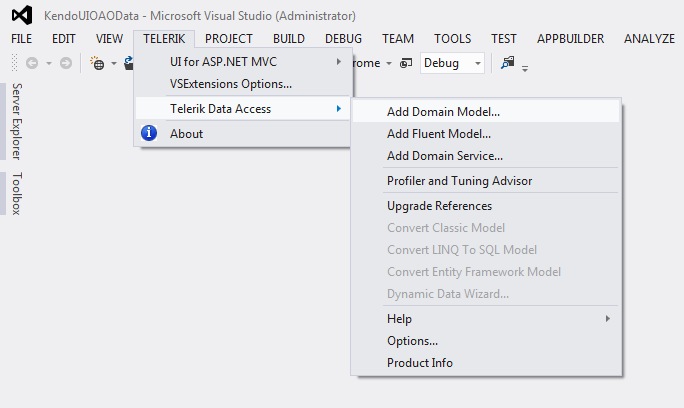 KendoUIOAOData - Microsoft Visual Studio (Administrator)
FILE EDIT VIEW TELERIK PROJECT BUILD DEBUG TEAM TOOLS TEST ARCHITECTURE ANALYZE
Debug
UI for ASP.NET MVC
VSExtensions Options...
Telerik Data Access
About
Add Domain Model...
Add Fluent Model...
Add Domain Service...
Profiler and Tuning Advisor
Upgrade References
Convert Classic Model
Convert LINQ To SQL Model
Convert Entity Framework Model
Dynamic Data Wizard...
Help
Options...
Product Info
Server Explorer
Toolbox